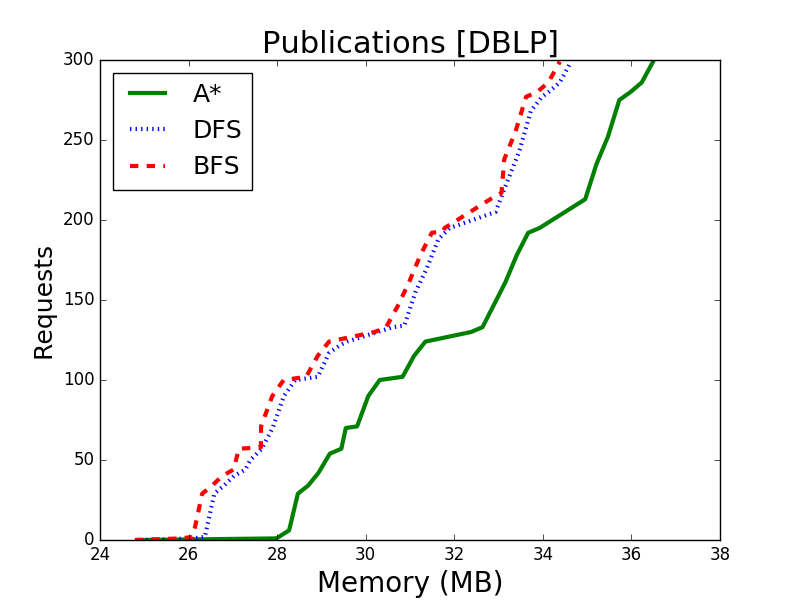 Publications [DBLP]
A*
DFS
BFS
Requests
300
250
200
150
100
50
0
24 26 28 30 32 34 36 38
Memory (MB)